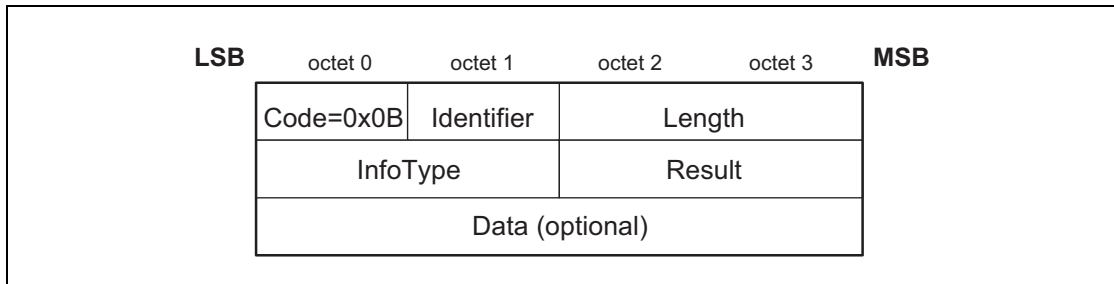 LSB octet 0 octet 1 octet 2 octet 3 MSB
Code=0x0B Identifier Length
InfoType Result
Data (optional)